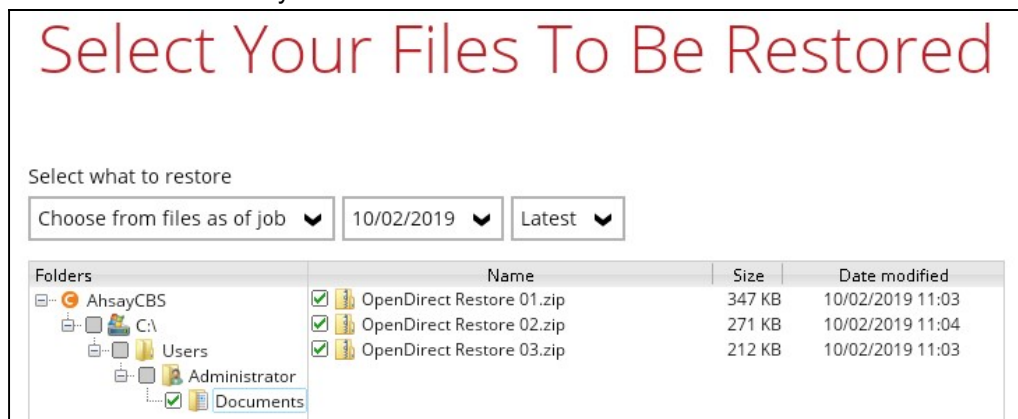 Select Your Files To Be Restored
Select what to restore
Choose from files as of job 10/02/2019 Latest
Folders Name Size Date modified
AhsayCBS OpenDirect Restore 01.zip 347 KB 10/02/2019 11:03
C:\ OpenDirect Restore 02.zip 271 KB 10/02/2019 11:04
Users OpenDirect Restore 03.zip 212 KB 10/02/2019 11:03
Administrator
Documents